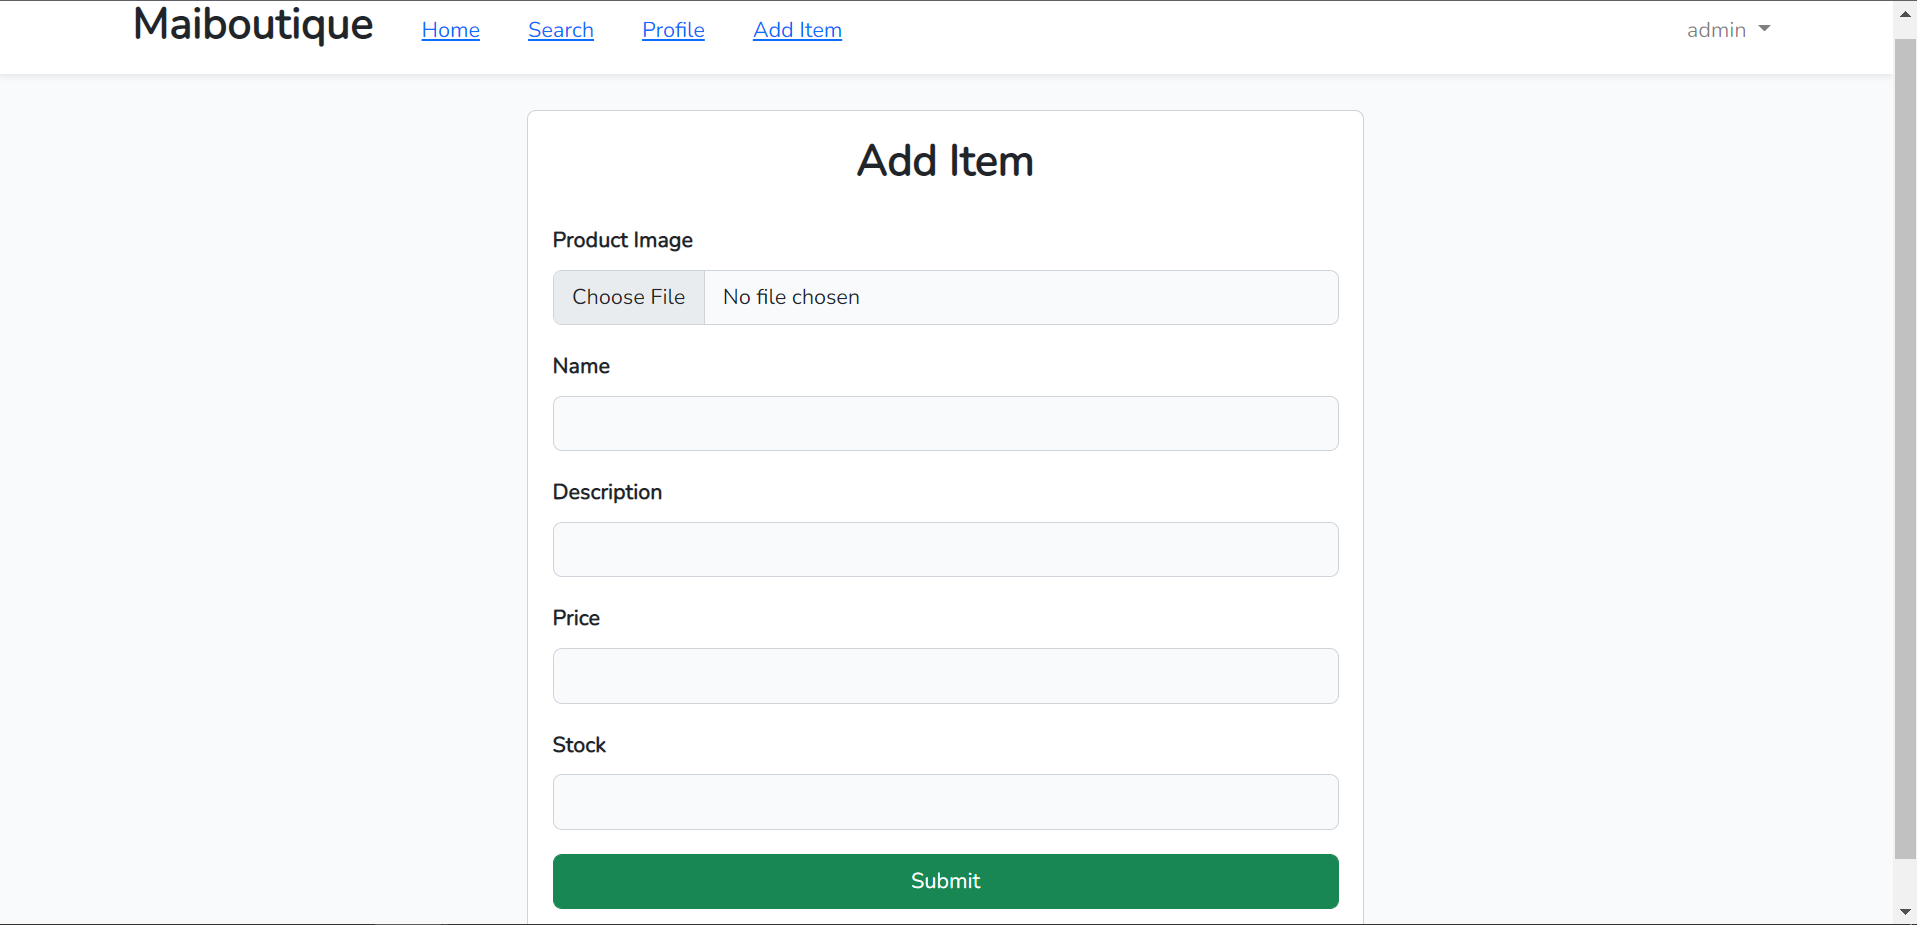 Maiboutique Home Search Profile Add Item admin
Add Item
Product Image
Choose File No file chosen
Name
Description
Price
Stock
Submit